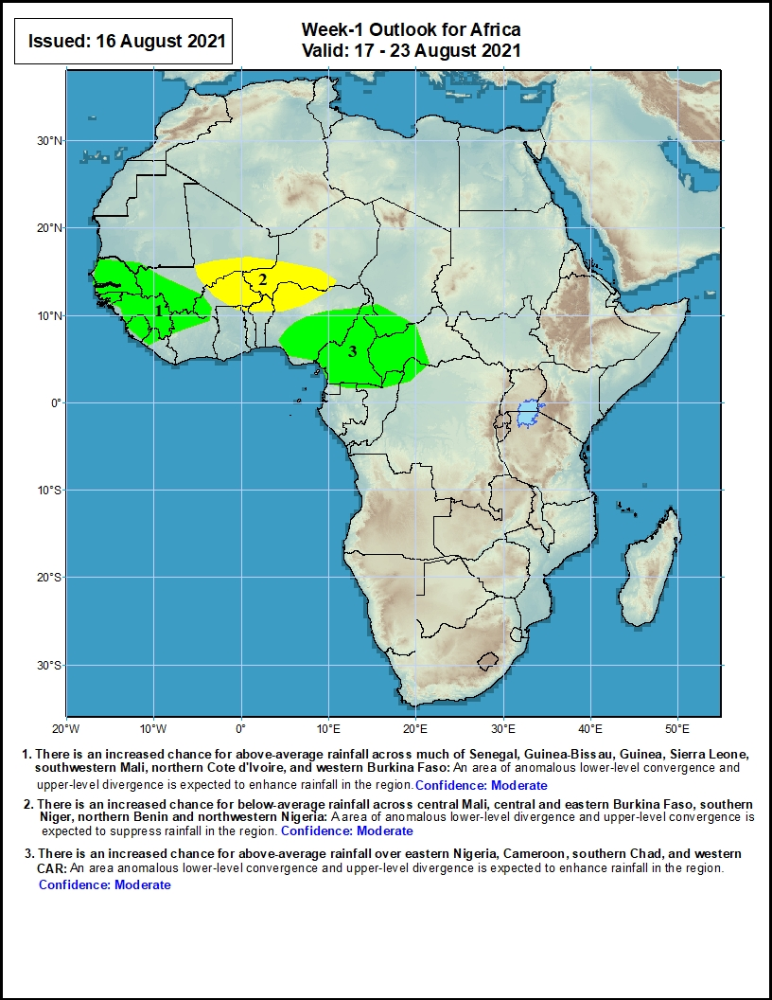 Issued: 16 August 2021
Week-1 Outlook for Africa
Valid: 17 - 23 August 2021
30°N
20°N
10°N
0°
10°S
20°S
30°S
1
2
3
20°W
10°W
0°
10°E
20°E
30°E
40°E
50°E
1. There is an increased chance for above-average rainfall across much of Senegal, Guinea-Bissau, Guinea, Sierra Leone,
southwestern Mali, northern Cote d'Ivoire, and western Burkina Faso: An area of anomalous lower-level convergence and
upper-level divergence is expected to enhance rainfall in the region. Confidence: Moderate
2. There is an increased chance for below-average rainfall across central Mali, central and eastern Burkina Faso, southern
Niger, northern Benin and northwestern Nigeria: A area of anomalous lower-level divergence and upper-level convergence is
expected to suppress rainfall in the region. Confidence: Moderate
3. There is an increased chance for above-average rainfall over eastern Nigeria, Cameroon, southern Chad, and western
CAR: An area anomalous lower-level convergence and upper-level divergence is expected to enhance rainfall in the region.
Confidence: Moderate